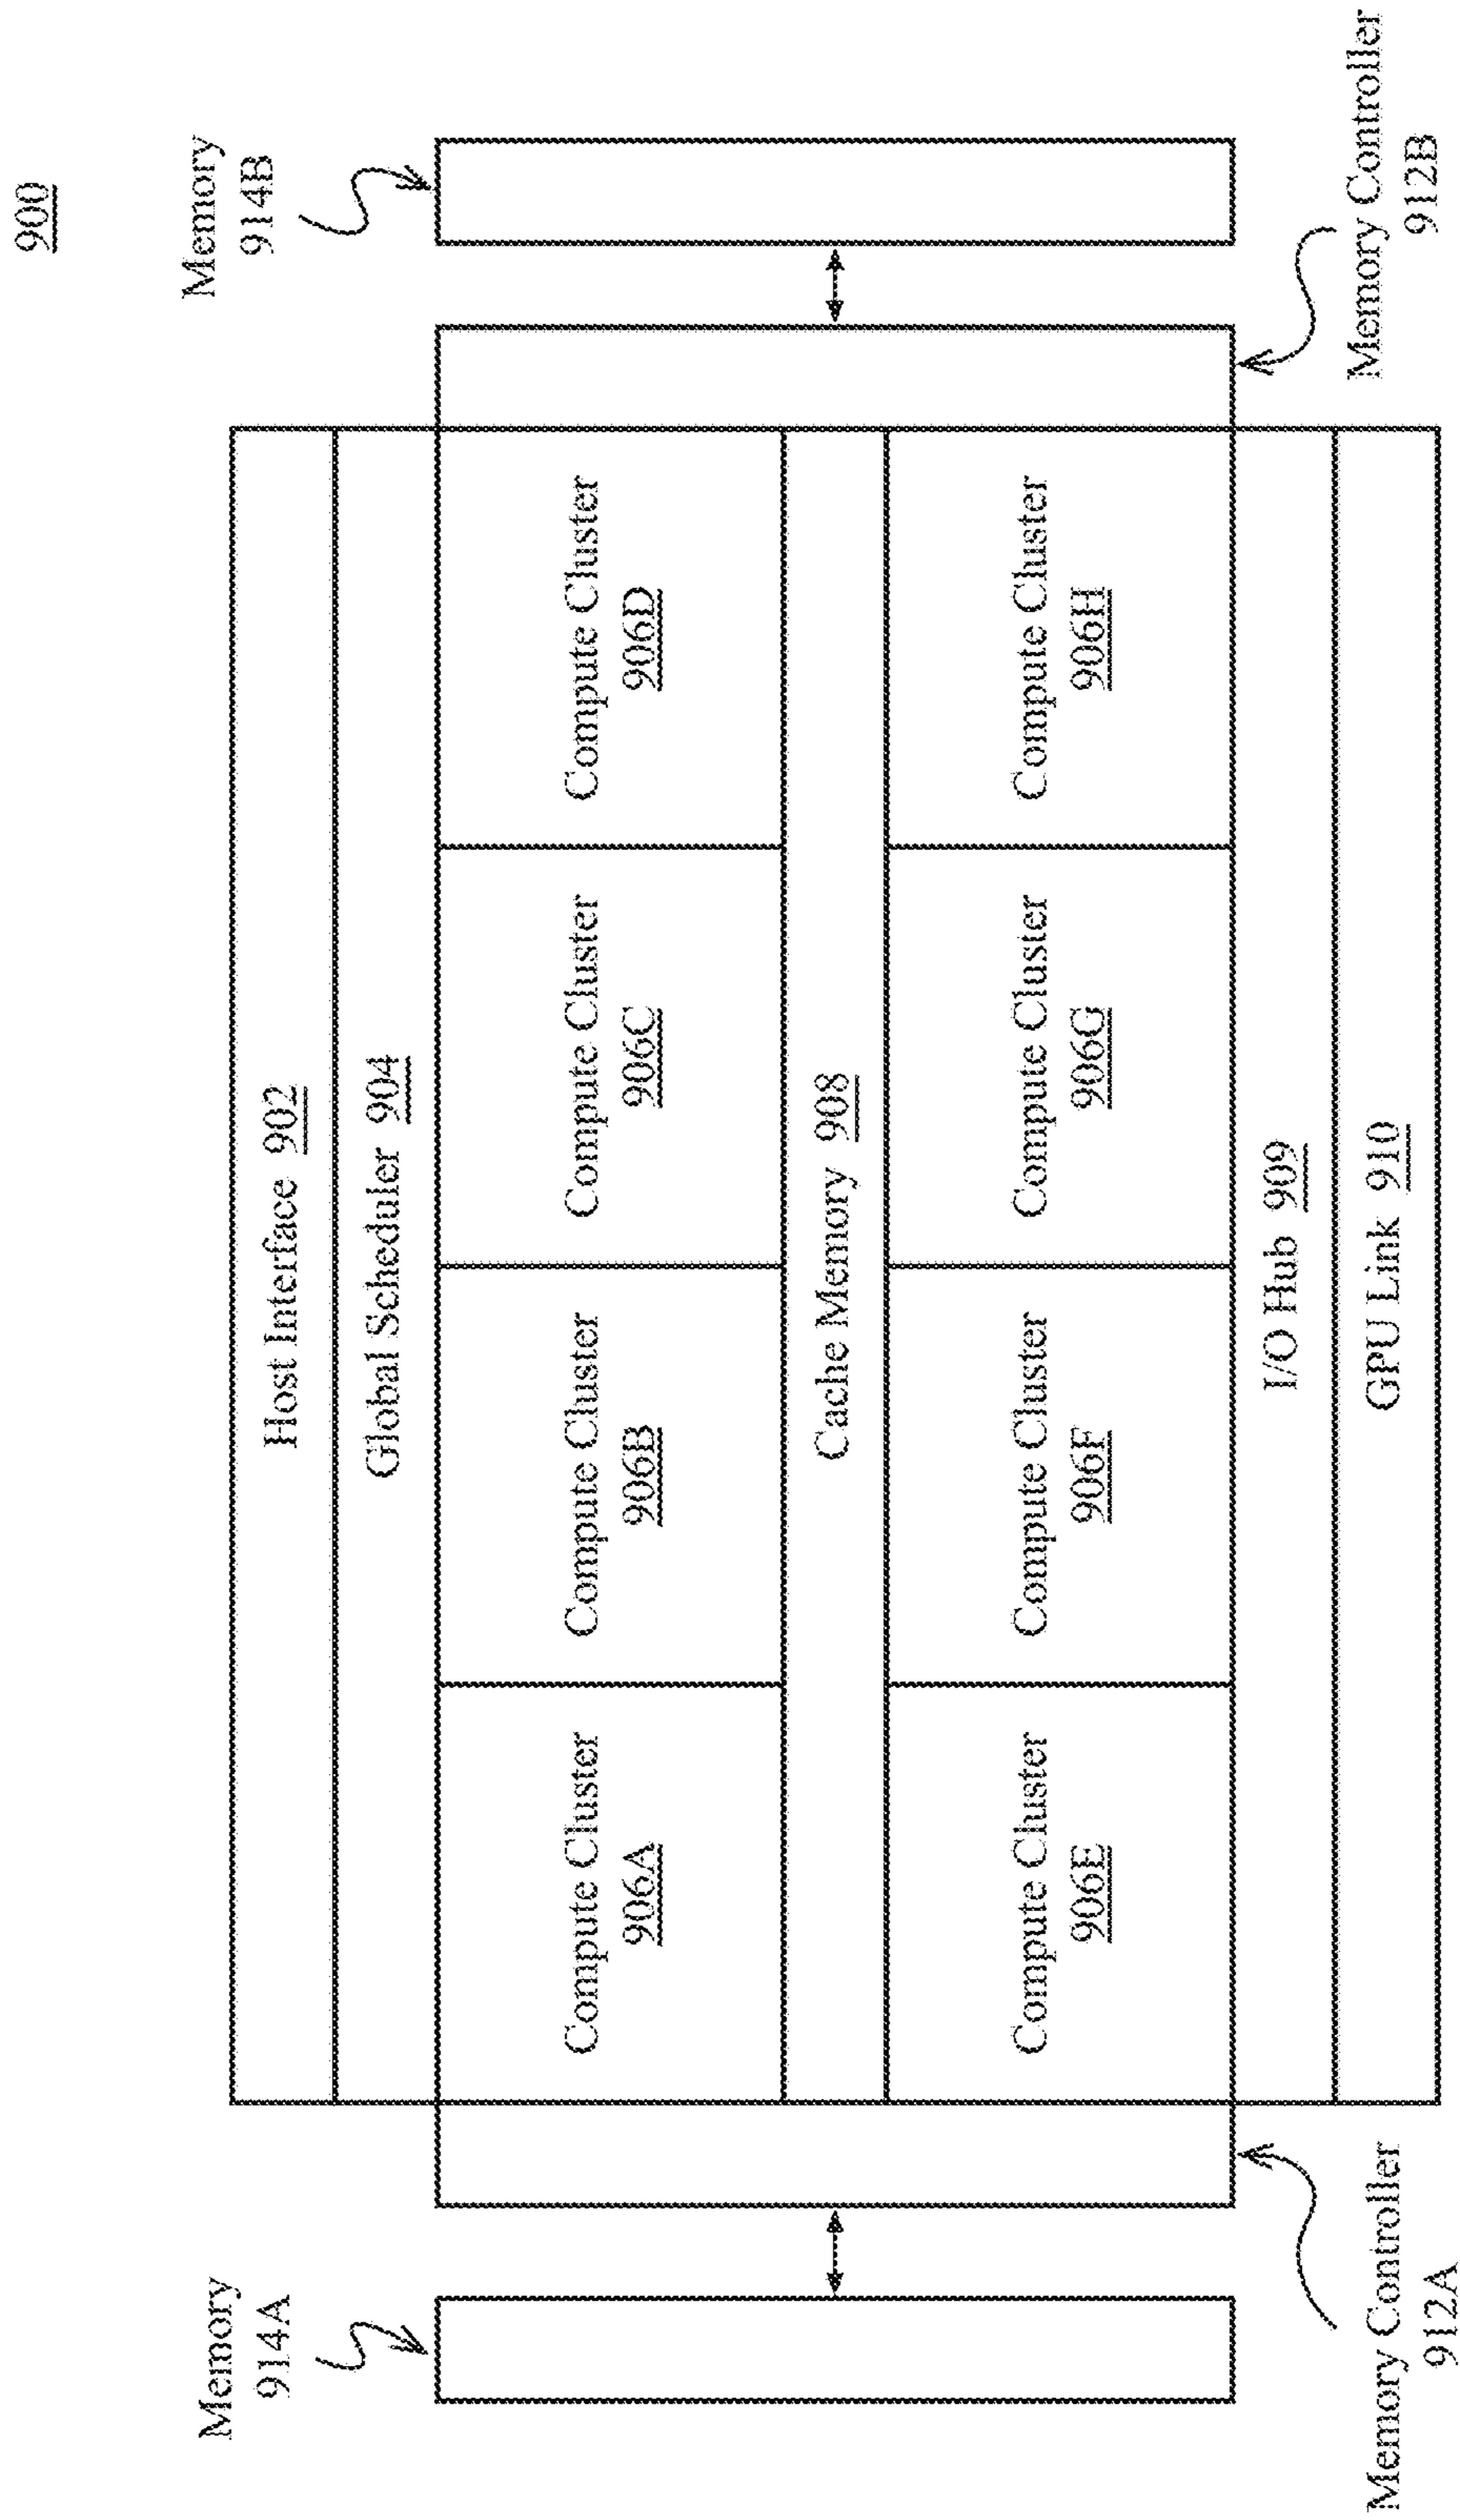 900
Memory
914B
Memory
914A
Host Interface 902
Global Scheduler 904
Compute Cluster
906A
Compute Cluster
906B
Compute Cluster
906C
Compute Cluster
906D
Cache Memory 908
Compute Cluster
906E
Compute Cluster
906F
Compute Cluster
906G
Compute Cluster
906H
I/O Hub 909
GPU Link 910
Memory Controller
912A
Memory Controller
912B